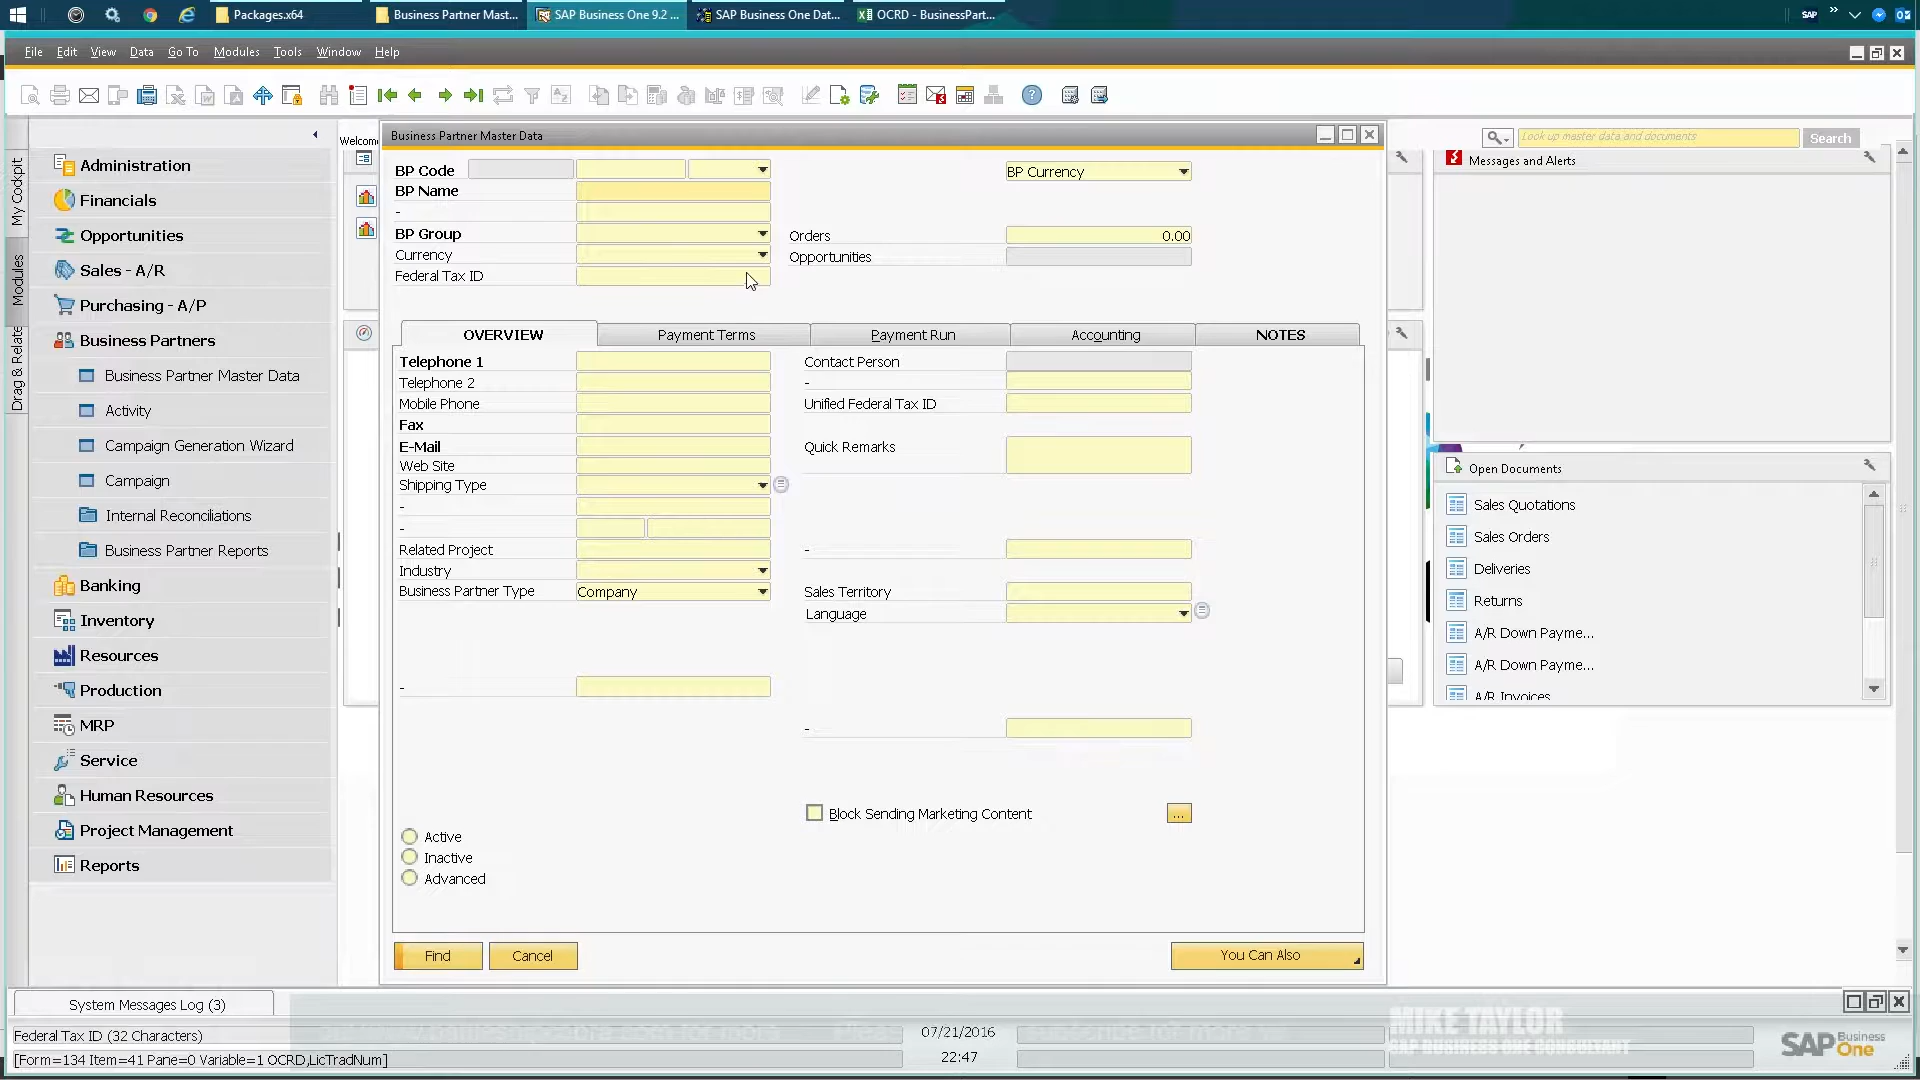 Packages.x64
Business Partner Mast...
SAP Business One 9.2 ...
SAP Business One Dat...
OCRD - BusinessPart...
SAP
File Edit View Data Go To Modules Tools Window Help
Business Partner Master Data
Welcome
Look up master data and documents
Search
My Cockpit
Modules
Drag & Relate
Administration
Financials
Opportunities
Sales - A/R
Purchasing - A/P
Business Partners
Business Partner Master Data
Activity
Campaign Generation Wizard
Campaign
Internal Reconciliations
Business Partner Reports
Banking
Inventory
Resources
Production
MRP
Service
Human Resources
Project Management
Reports
BP Code
BP Name
-
BP Group
Currency
Federal Tax ID
BP Currency
Orders 0.00
Opportunities
OVERVIEW Payment Terms Payment Run Accounting NOTES
Telephone 1
Telephone 2
Mobile Phone
Fax
E-Mail
Web Site
Shipping Type
-
-
Related Project
Industry
Business Partner Type Company
-
Contact Person
-
Unified Federal Tax ID
Quick Remarks
-
Sales Territory
Language
-
Block Sending Marketing Content ...
Active
Inactive
Advanced
Find Cancel You Can Also
Messages and Alerts
Open Documents
Sales Quotations
Sales Orders
Deliveries
Returns
A/R Down Payme...
A/R Down Payme...
A/R Invoices
System Messages Log (3)
Federal Tax ID (32 Characters)
[Form=134 Item=41 Pane=0 Variable=1 OCRD,LicTradNum]
07/21/2016
22:47
MIKE TAYLOR
SAP BUSINESS ONE CONSULTANT
SAP Business One